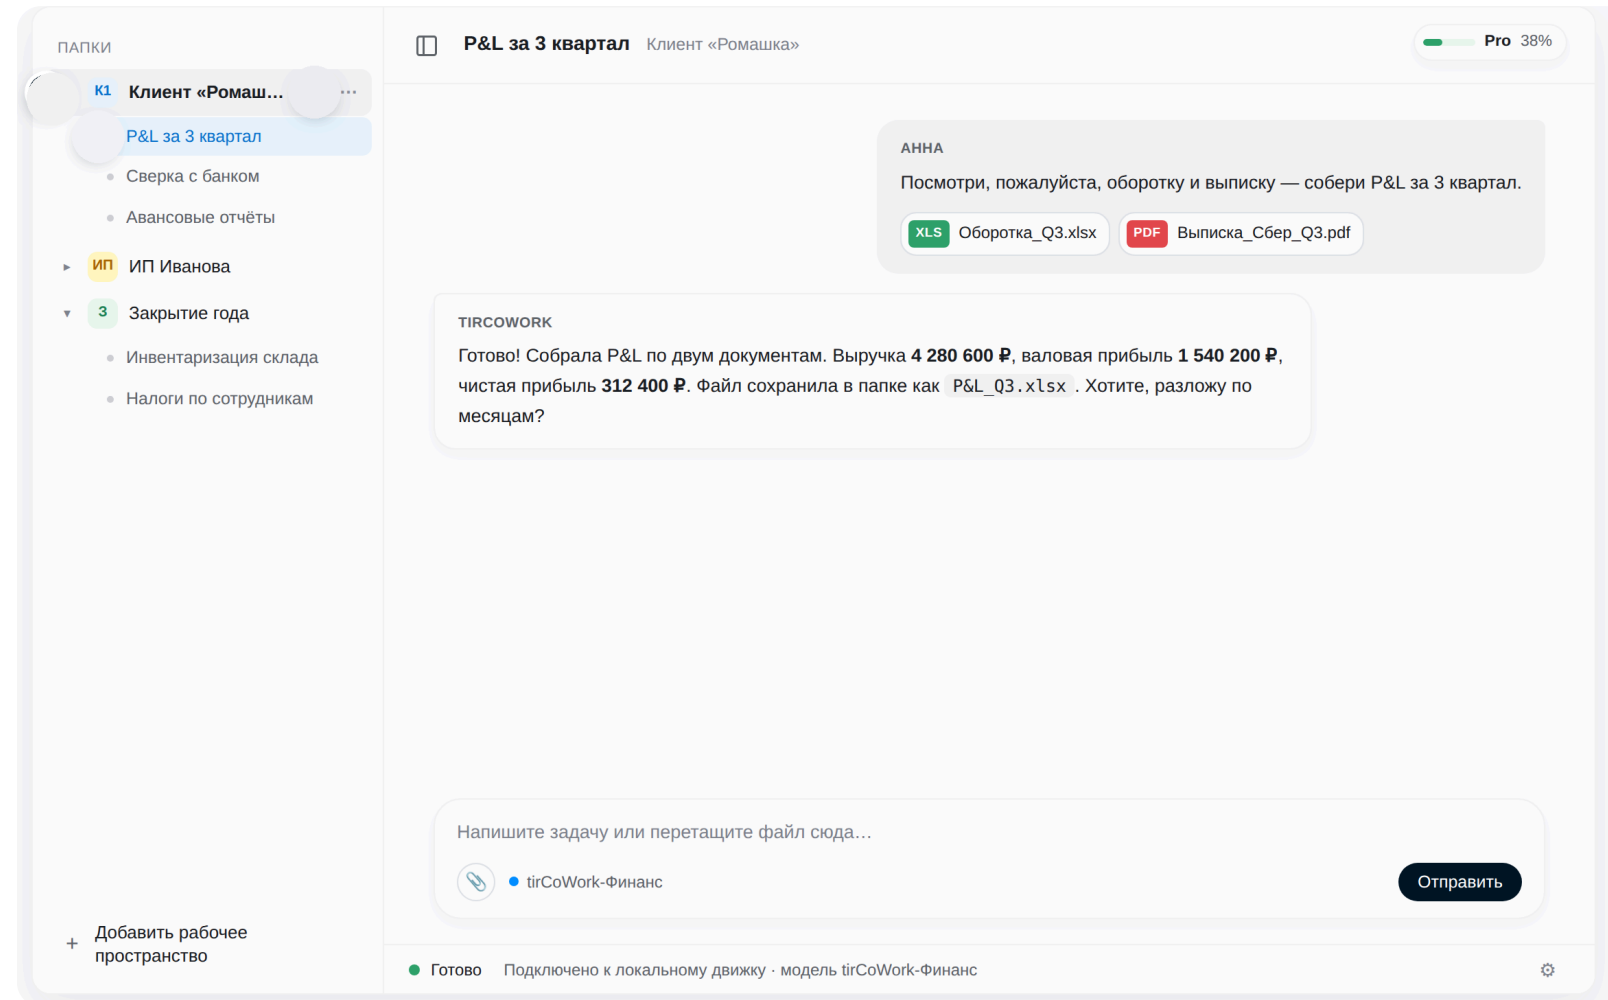 ПАПКИ
К1 Клиент «Ромаш… ···
P&L за 3 квартал
Сверка с банком
Авансовые отчёты
ИП ИП Иванова
З Закрытие года
Инвентаризация склада
Налоги по сотрудникам
+ Добавить рабочее
пространство
P&L за 3 квартал Клиент «Ромашка»
Pro 38%
АННА
Посмотри, пожалуйста, оборотку и выписку — собери P&L за 3 квартал.
XLS Оборотка_Q3.xlsx PDF Выписка_Сбер_Q3.pdf
TIRCOWORK
Готово! Собрала P&L по двум документам. Выручка 4 280 600 ₽, валовая прибыль 1 540 200 ₽,
чистая прибыль 312 400 ₽. Файл сохранила в папке как P&L_Q3.xlsx. Хотите, разложу по
месяцам?
Напишите задачу или перетащите файл сюда…
tirCoWork-Финанс
Отправить
Готово Подключено к локальному движку · модель tirCoWork-Финанс